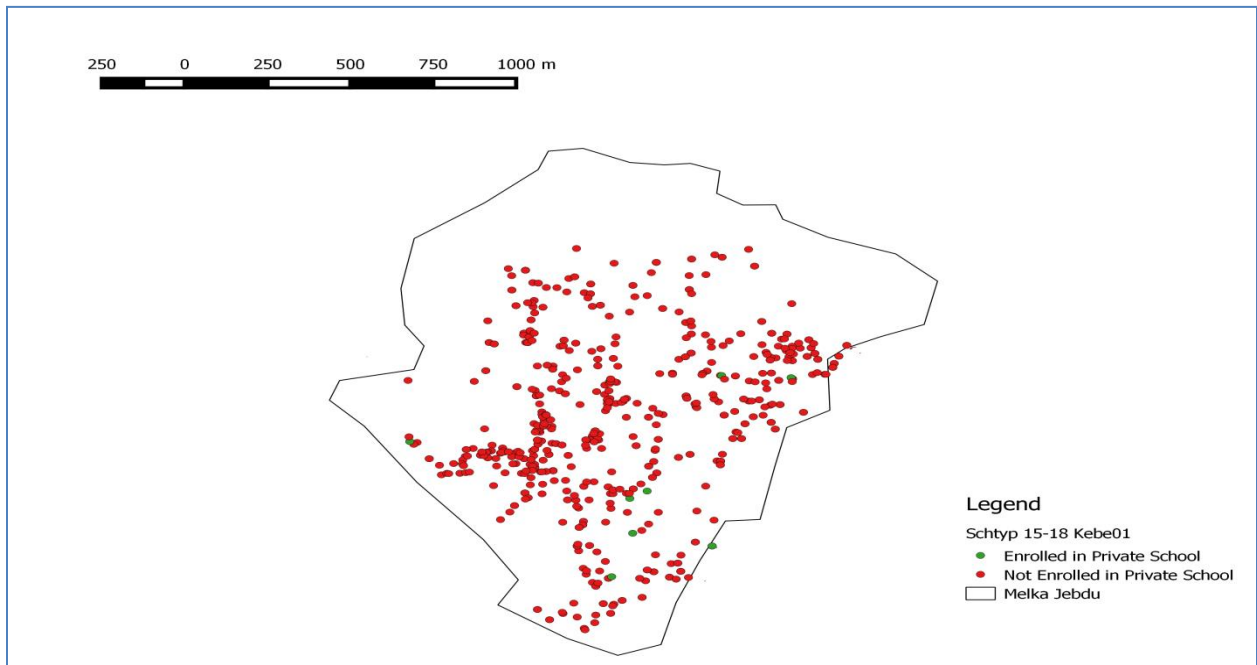 250 0 250 500 750 1000 m
Legend
Schtyp 15-18 Kebe01
Enrolled in Private School
Not Enrolled in Private School
Melka Jebdu